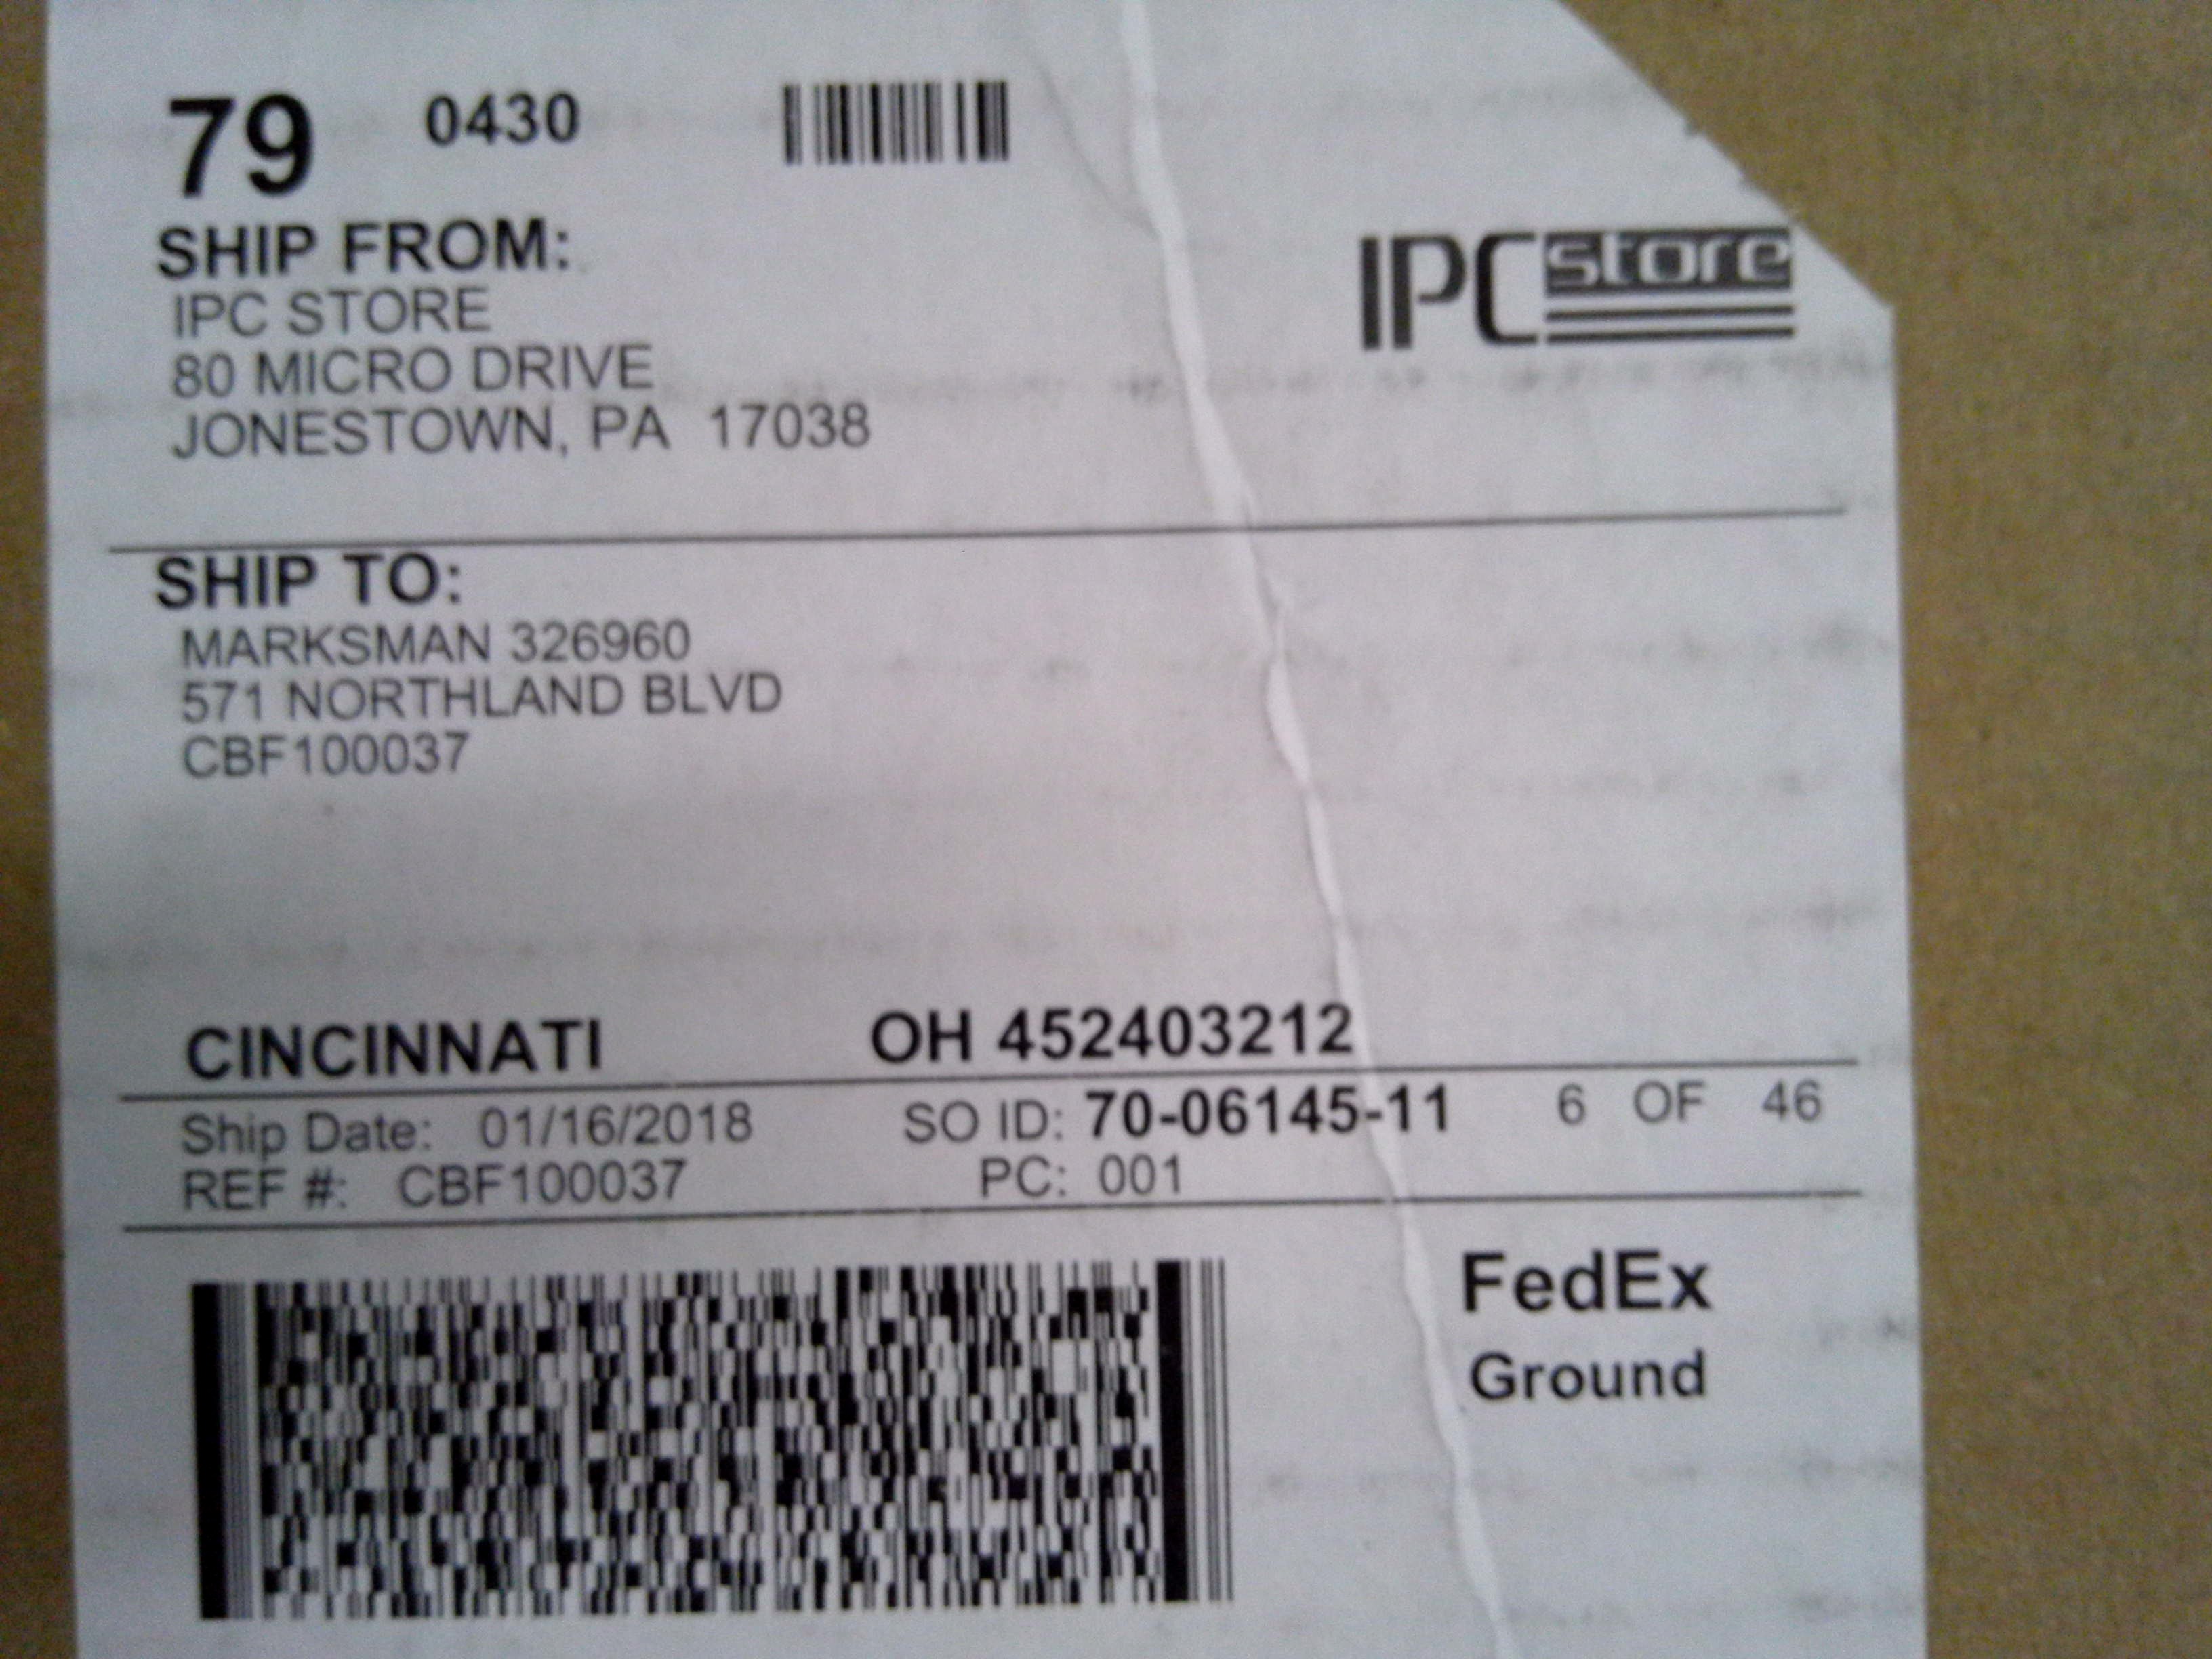 79 0430
SHIP FROM:
IPC STORE
80 MICRO DRIVE
JONESTOWN, PA 17038
IPC store
SHIP TO:
MARKSMAN 326960
571 NORTHLAND BLVD
CBF100037
CINCINNATI OH 452403212
Ship Date: 01/16/2018 SO ID: 70-06145-11 6 OF 46
REF #: CBF100037 PC: 001
FedEx
Ground